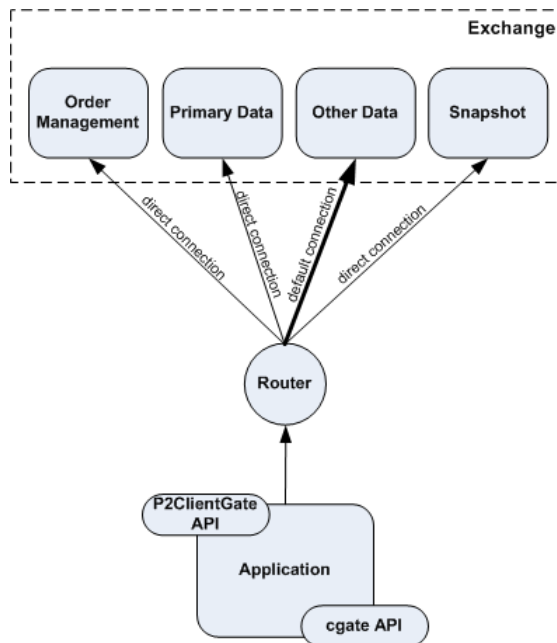 Exchange
Order
Management
Primary Data
Other Data
Snapshot
direct connection
direct connection
default connection
direct connection
Router
P2ClientGate
API
Application
cgate API